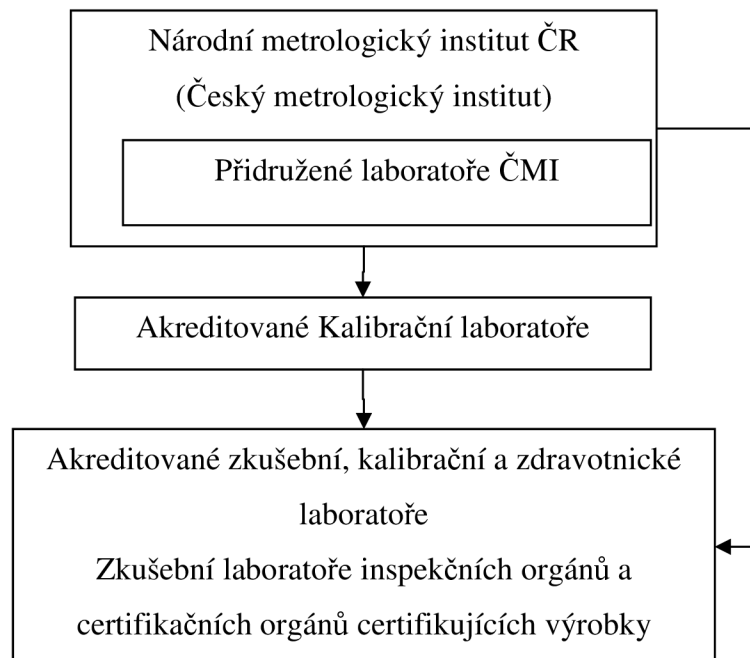 Národní metrologický institut ČR
(Český metrologický institut)
Přidružené laboratoře ČMI
Akreditované Kalibrační laboratoře
Akreditované zkušební, kalibrační a zdravotnické
laboratoře
Zkušební laboratoře inspekčních orgánů a
certifikačních orgánů certifikujících výrobky